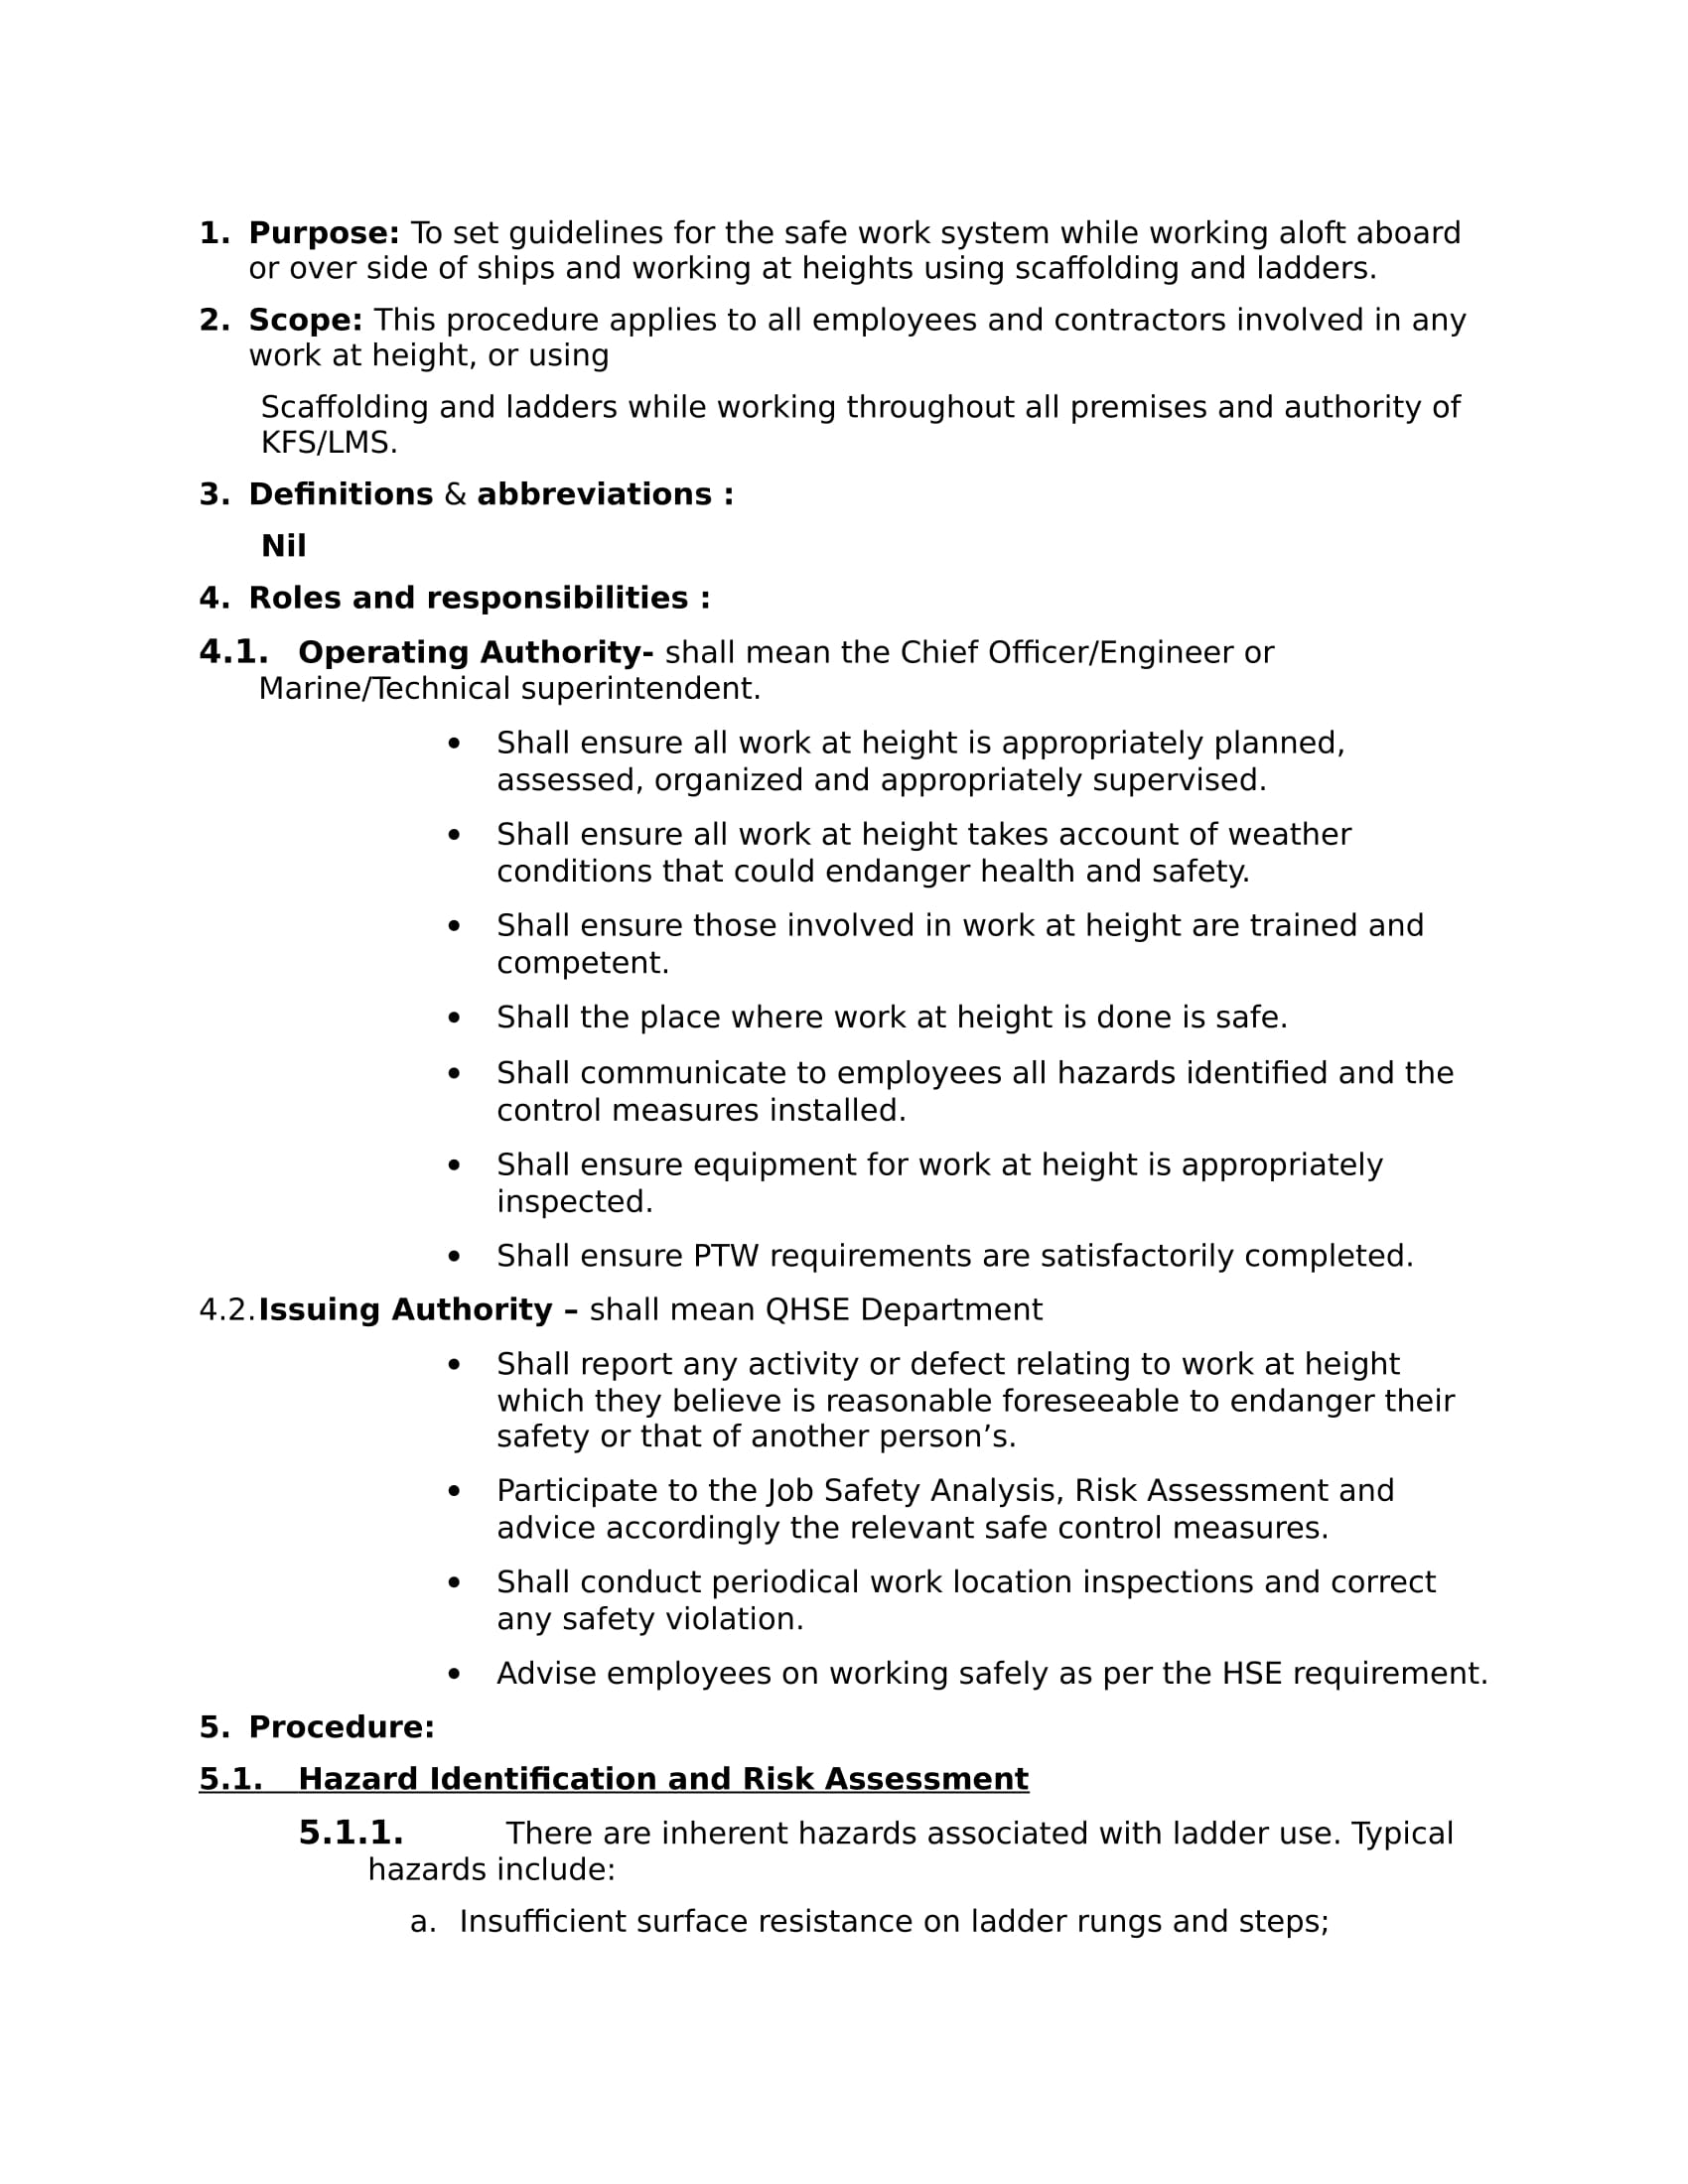 1. Purpose: To set guidelines for the safe work system while working aloft aboard
or over side of ships and working at heights using scaffolding and ladders.
2. Scope: This procedure applies to all employees and contractors involved in any
work at height, or using
Scaffolding and ladders while working throughout all premises and authority of
KFS/LMS.
3. Definitions & abbreviations :
Nil
4. Roles and responsibilities :
4.1. Operating Authority- shall mean the Chief Officer/Engineer or
Marine/Technical superintendent.
• Shall ensure all work at height is appropriately planned,
assessed, organized and appropriately supervised.
• Shall ensure all work at height takes account of weather
conditions that could endanger health and safety.
• Shall ensure those involved in work at height are trained and
competent.
• Shall the place where work at height is done is safe.
• Shall communicate to employees all hazards identified and the
control measures installed.
• Shall ensure equipment for work at height is appropriately
inspected.
• Shall ensure PTW requirements are satisfactorily completed.
4.2. Issuing Authority – shall mean QHSE Department
• Shall report any activity or defect relating to work at height
which they believe is reasonable foreseeable to endanger their
safety or that of another person’s.
• Participate to the Job Safety Analysis, Risk Assessment and
advice accordingly the relevant safe control measures.
• Shall conduct periodical work location inspections and correct
any safety violation.
• Advise employees on working safely as per the HSE requirement.
5. Procedure:
5.1. Hazard Identification and Risk Assessment
5.1.1. There are inherent hazards associated with ladder use. Typical
hazards include:
a. Insufficient surface resistance on ladder rungs and steps;